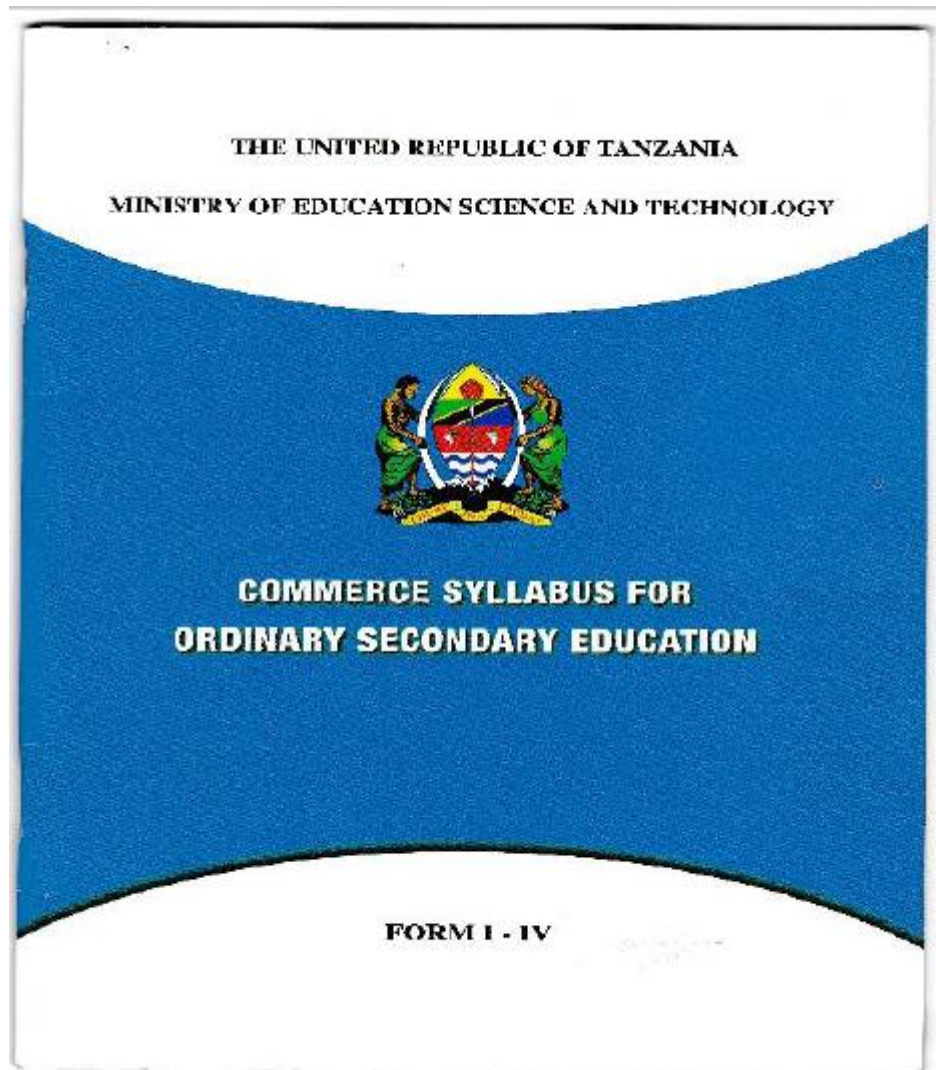 THE UNITED REPUBLIC OF TANZANIA
MINISTRY OF EDUCATION SCIENCE AND TECHNOLOGY
COMMERCE SYLLABUS FOR
ORDINARY SECONDARY EDUCATION
FORM I - IV